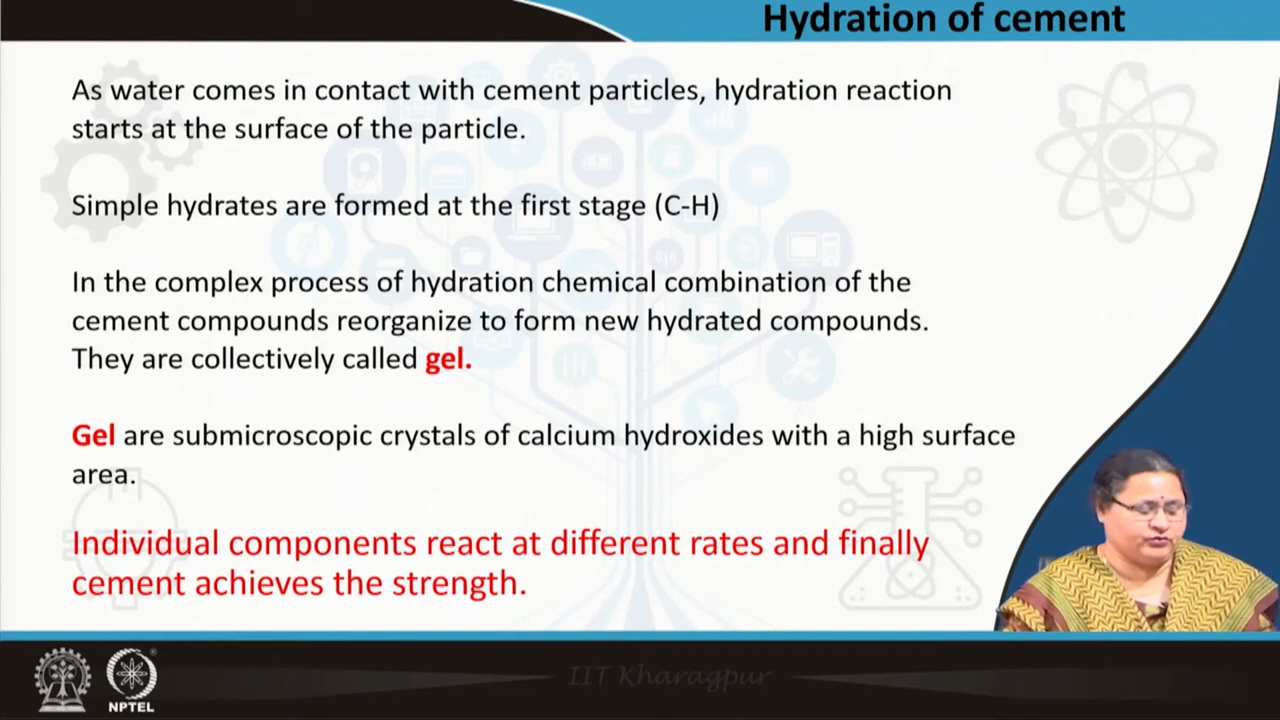 Hydration of cement
As water comes in contact with cement particles, hydration reaction
starts at the surface of the particle.
Simple hydrates are formed at the first stage (C-H)
In the complex process of hydration chemical combination of the
cement compounds reorganize to form new hydrated compounds.
They are collectively called gel.
Gel are submicroscopic crystals of calcium hydroxides with a high surface
area.
Individual components react at different rates and finally
cement achieves the strength.
IIT Kharagpur
NPTEL